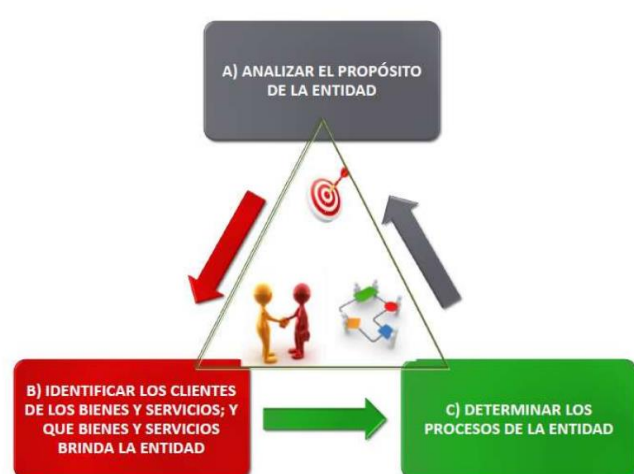 A) ANALIZAR EL PROPÓSITO
DE LA ENTIDAD
B) IDENTIFICAR LOS CLIENTES
DE LOS BIENES Y SERVICIOS; Y
QUE BIENES Y SERVICIOS
BRINDA LA ENTIDAD
C) DETERMINAR LOS
PROCESOS DE LA ENTIDAD